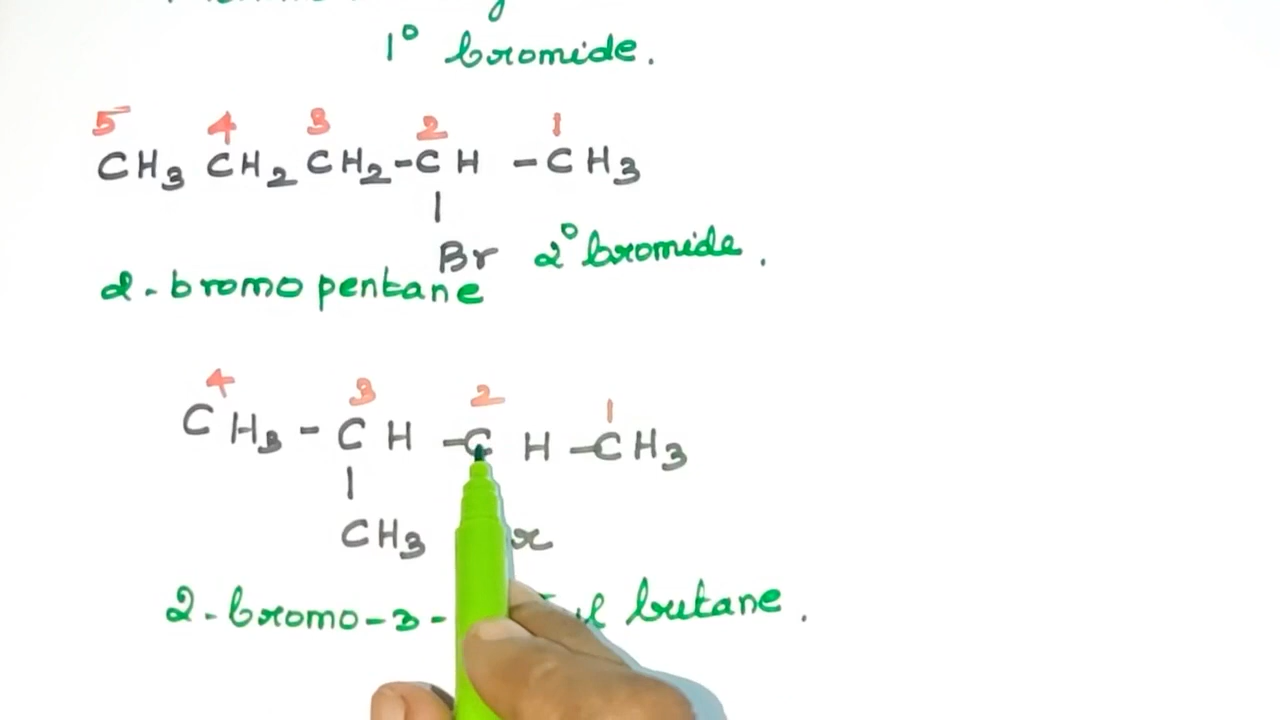 1° bromide.
5 4 3 2 1
CH3 CH2 CH2-CH -CH3
|
Br 2° bromide.
2-bromo pentane
4 3 2 1
CH3-CH-CH-CH3
|
CH3
2-bromo-3- butane.